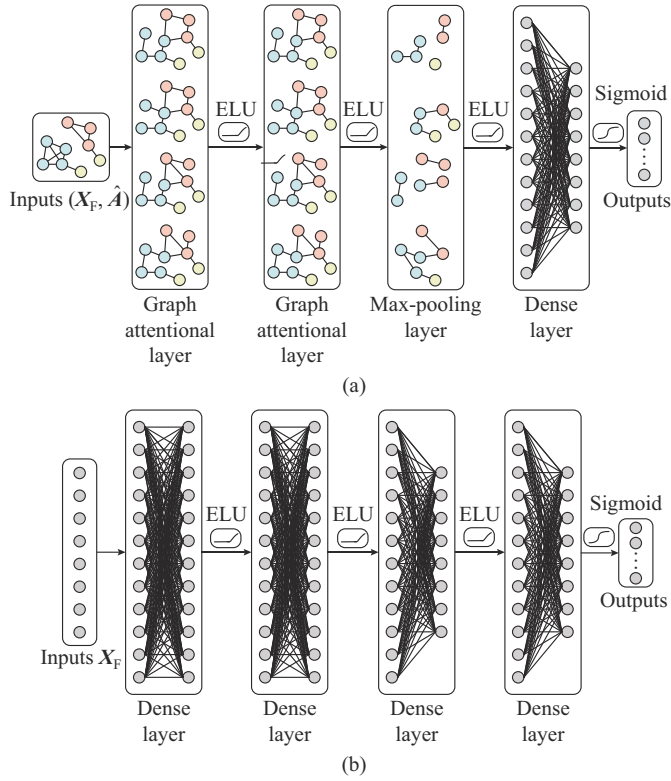 ELU
ELU
ELU
Sigmoid
Inputs (X_F, Â)
Outputs
Graph
attentional
layer
Graph
attentional
layer
Max-pooling
layer
Dense
layer
(a)
ELU
ELU
ELU
Sigmoid
Inputs X_F
Outputs
Dense
layer
Dense
layer
Dense
layer
Dense
layer
(b)